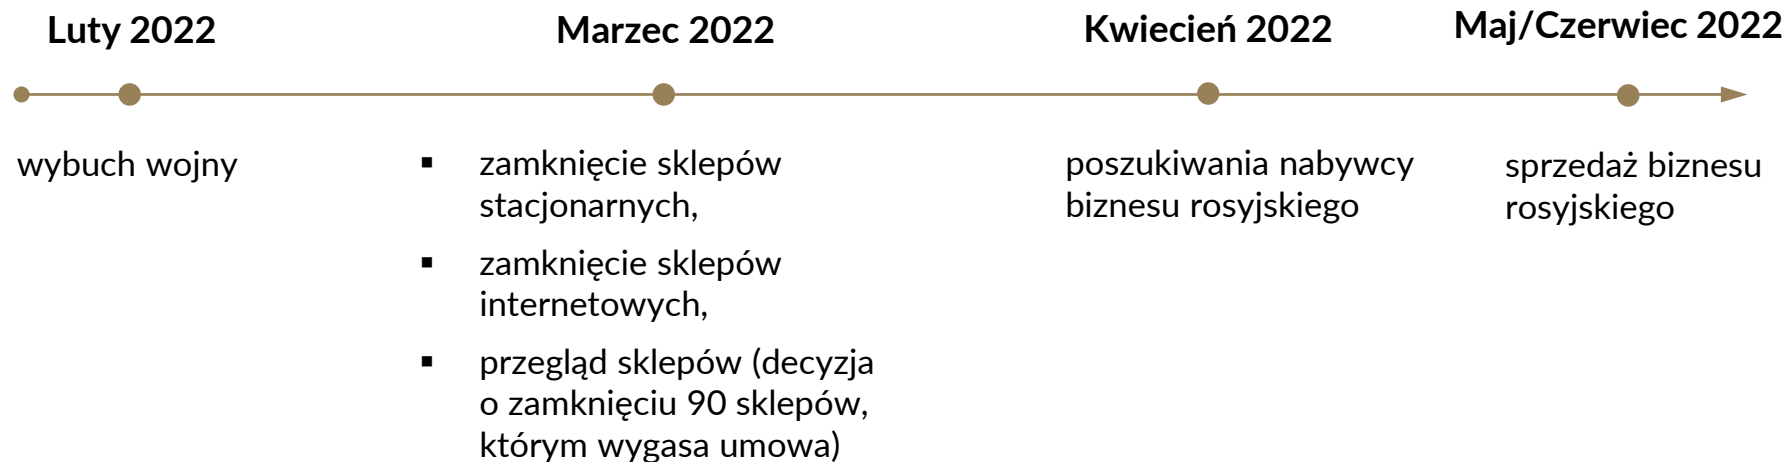 Luty 2022
wybuch wojny
Marzec 2022
▪ zamknięcie sklepów
stacjonarnych,
▪ zamknięcie sklepów
internetowych,
▪ przegląd sklepów (decyzja
o zamknięciu 90 sklepów,
którym wygasa umowa)
Kwiecień 2022
poszukiwania nabywcy
biznesu rosyjskiego
Maj/Czerwiec 2022
sprzedaż biznesu
rosyjskiego